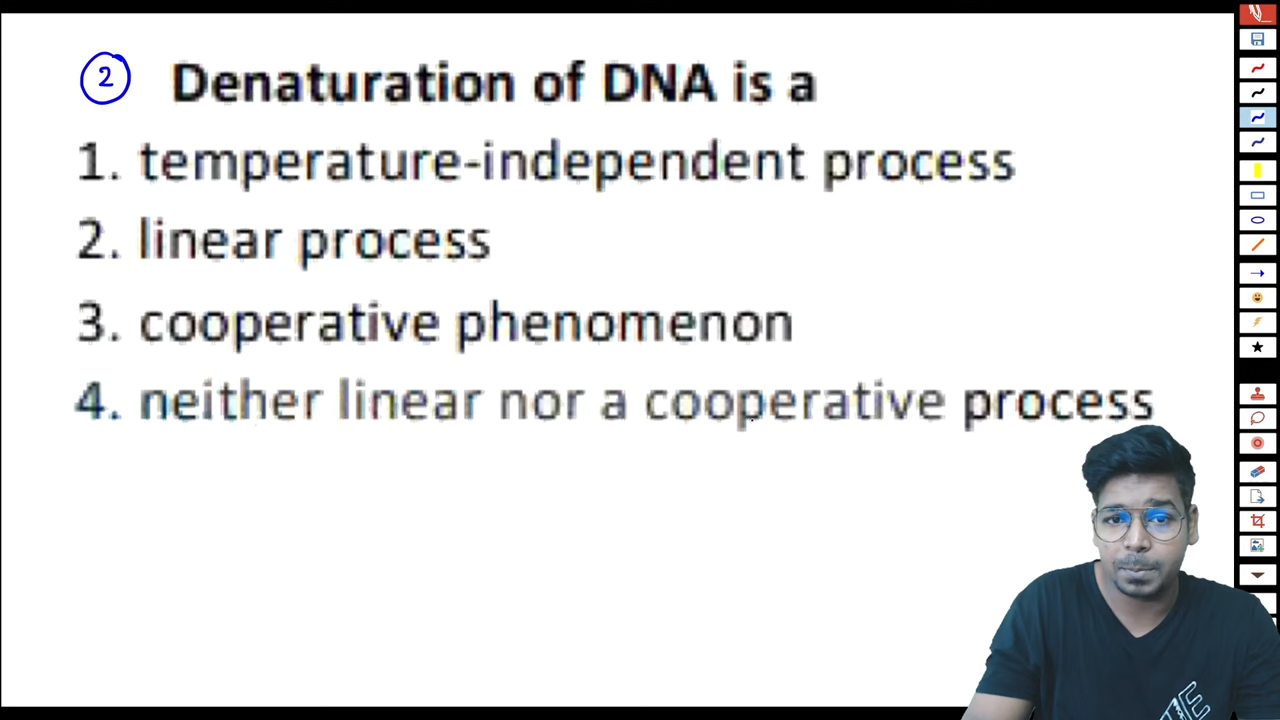 2 Denaturation of DNA is a
1. temperature-independent process
2. linear process
3. cooperative phenomenon
4. neither linear nor a cooperative process